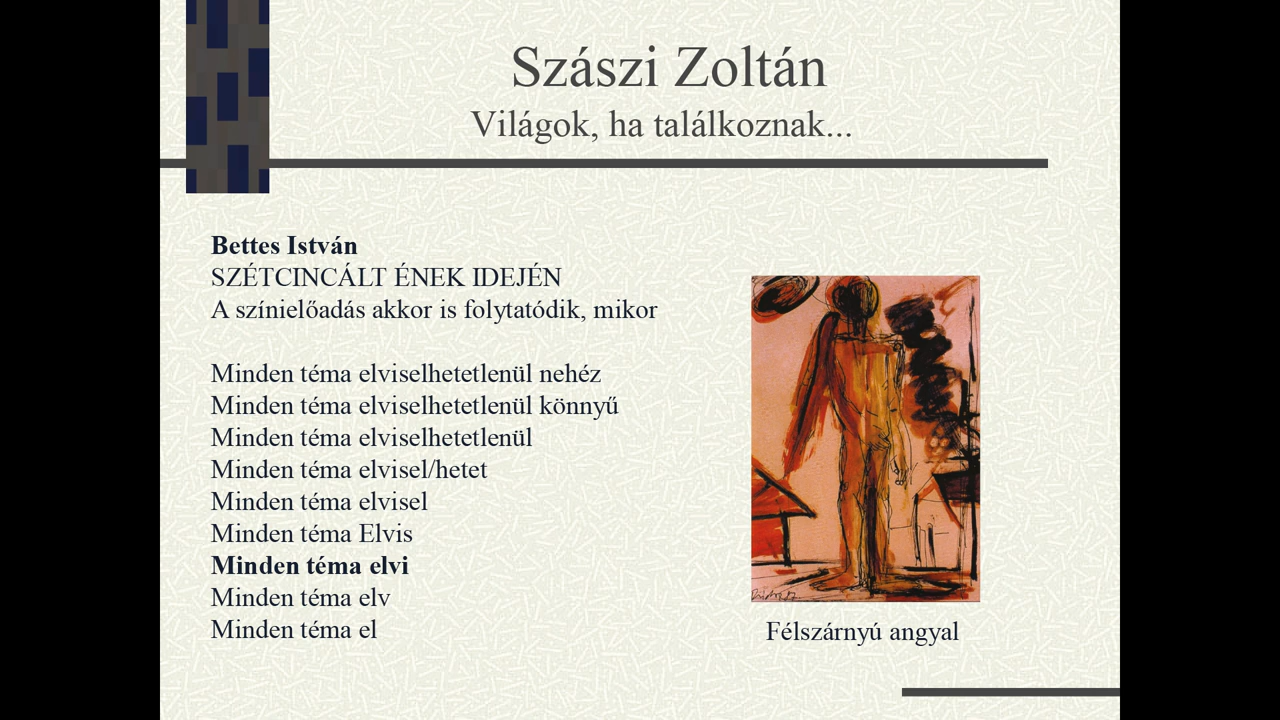 Szászi Zoltán
Világok, ha találkoznak...
Bettes István
SZÉTCINCÁLT ÉNEK IDEJÉN
A színielőadás akkor is folytatódik, mikor
Minden téma elviselhetetlenül nehéz
Minden téma elviselhetetlenül könnyű
Minden téma elviselhetetlenül
Minden téma elvisel/hetet
Minden téma elvisel
Minden téma Elvis
Minden téma elvi
Minden téma elv
Minden téma el
Félszárnyú angyal